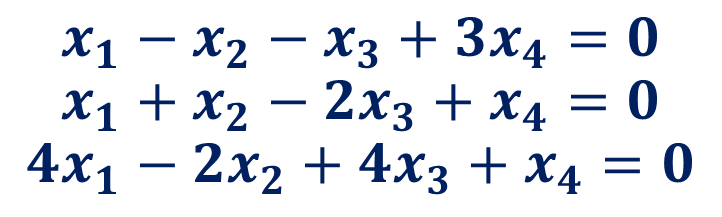 x₁ − x₂ − x₃ + 3x₄ = 0
x₁ + x₂ − 2x₃ + x₄ = 0
4x₁ − 2x₂ + 4x₃ + x₄ = 0